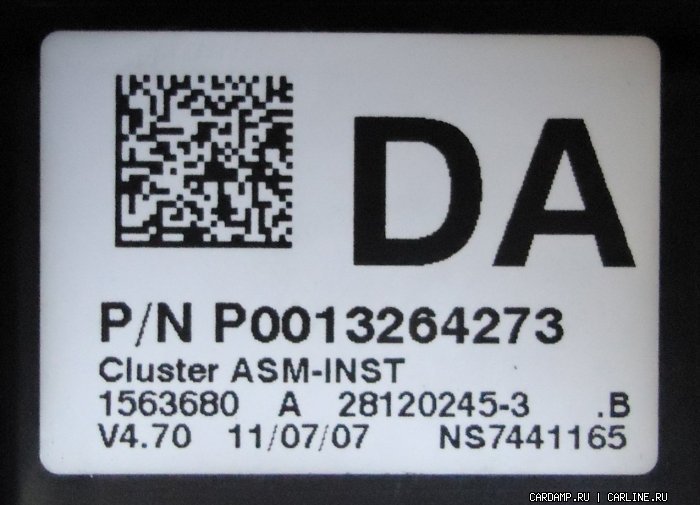 DA
P/N P0013264273
Cluster ASM-INST
1563680 A 28120245-3 .B
V4.70 11/07/07 NS7441165
CARDAMP.RU | CARLINE.RU